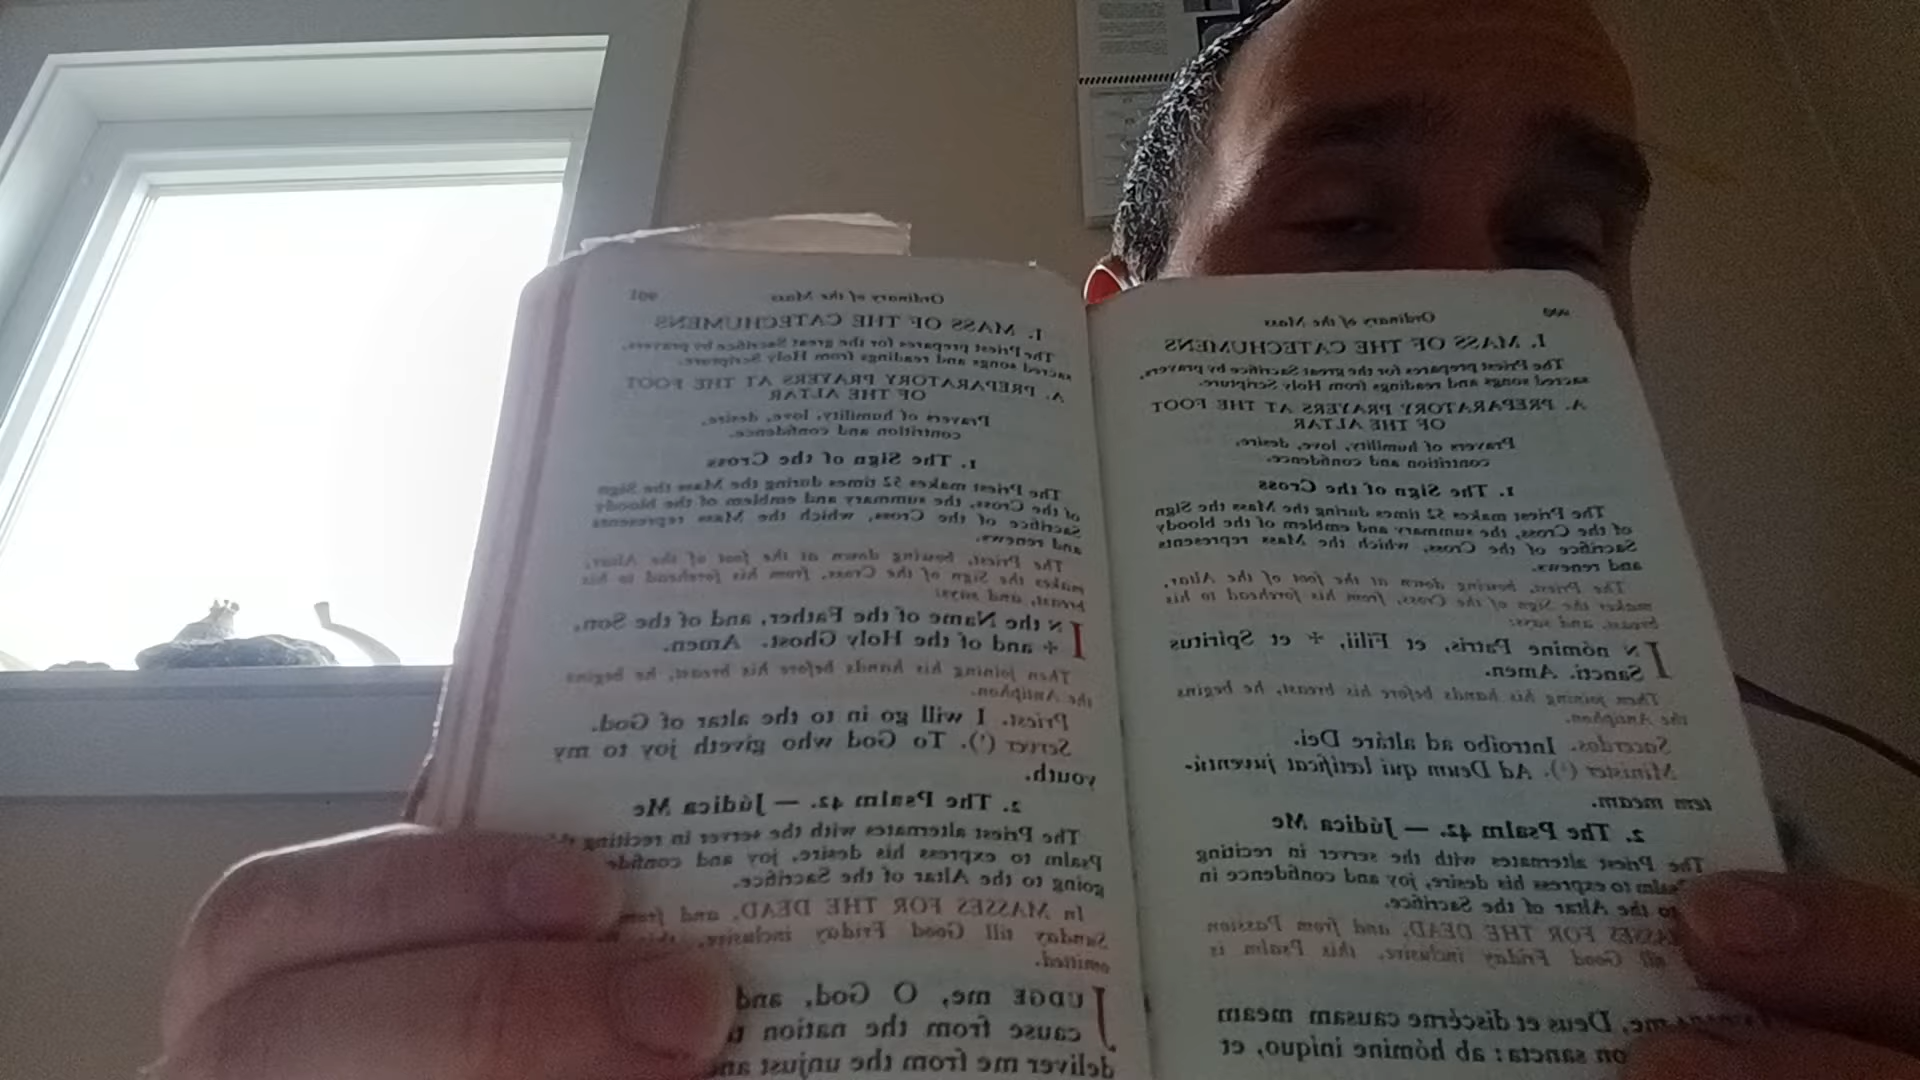 900
Ordinary of the Mass
I. MASS OF THE CATECHUMENS
The Priest prepares for the great Sacrifice by prayers,
sacred songs and readings from Holy Scripture.
A. PREPARATORY PRAYERS AT THE FOOT
OF THE ALTAR
Prayers of humility, love, desire,
contrition and confidence.
1. The Sign of the Cross
The Priest makes 52 times during the Mass the Sign
of the Cross, the summary and emblem of the bloody
Sacrifice of the Cross, which the Mass represents
and renews.
The Priest, bowing down at the foot of the Altar,
makes the Sign of the Cross, from his forehead to his
breast, and says:
IN nómine Patris, et Fílii, ✠ et Spíritus
Sancti. Amen.
Then joining his hands before his breast, he begins
the Antiphon.
Sacerdos. Introíbo ad altáre Dei.
Minister (¹). Ad Deum qui lætíficat juventú-
tem meam.
2. The Psalm 42. — Júdica Me
The Priest alternates with the server in reciting
Psalm to express his desire, joy and confidence in
to the Altar of the Sacrifice.
MASSES FOR THE DEAD, and from Passion
till Good Friday inclusive, this Psalm is
me, Deus et discérne causam meam
sancta: ab hómine iníquo, et
Ordinary of the Mass
901
I. MASS OF THE CATECHUMENS
The Priest prepares for the great Sacrifice by prayers,
sacred songs and readings from Holy Scripture.
A. PREPARATORY PRAYERS AT THE FOOT
OF THE ALTAR
Prayers of humility, love, desire,
contrition and confidence.
1. The Sign of the Cross
The Priest makes 52 times during the Mass the Sign
of the Cross, the summary and emblem of the bloody
Sacrifice of the Cross, which the Mass represents
and renews.
The Priest, bowing down at the foot of the Altar,
makes the Sign of the Cross, from his forehead to his
breast, and says:
IN the Name of the Father, and of the Son,
✠ and of the Holy Ghost. Amen.
Then joining his hands before his breast, he begins
the Antiphon.
Priest. I will go in to the altar of God.
Server (¹). To God who giveth joy to my
youth.
2. The Psalm 42. — Júdica Me
The Priest alternates with the server in reciting
Psalm to express his desire, joy and
going to the Altar of the Sacrifice.
In MASSES FOR THE DEAD, and from
Sunday till Good Friday inclusive, this
omitted.
JUDGE me, O God, and
cause from the nation
deliver me from the unjust